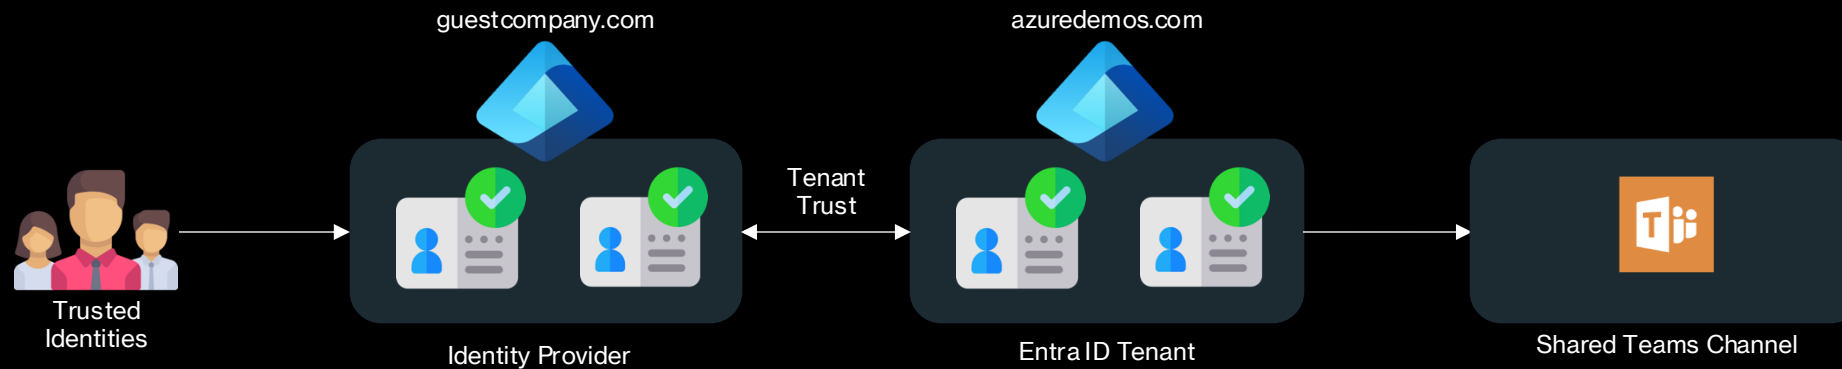 guestcompany.com
azuredemos.com
Tenant
Trust
T
Trusted
Identities
Identity Provider
Entra ID Tenant
Shared Teams Channel